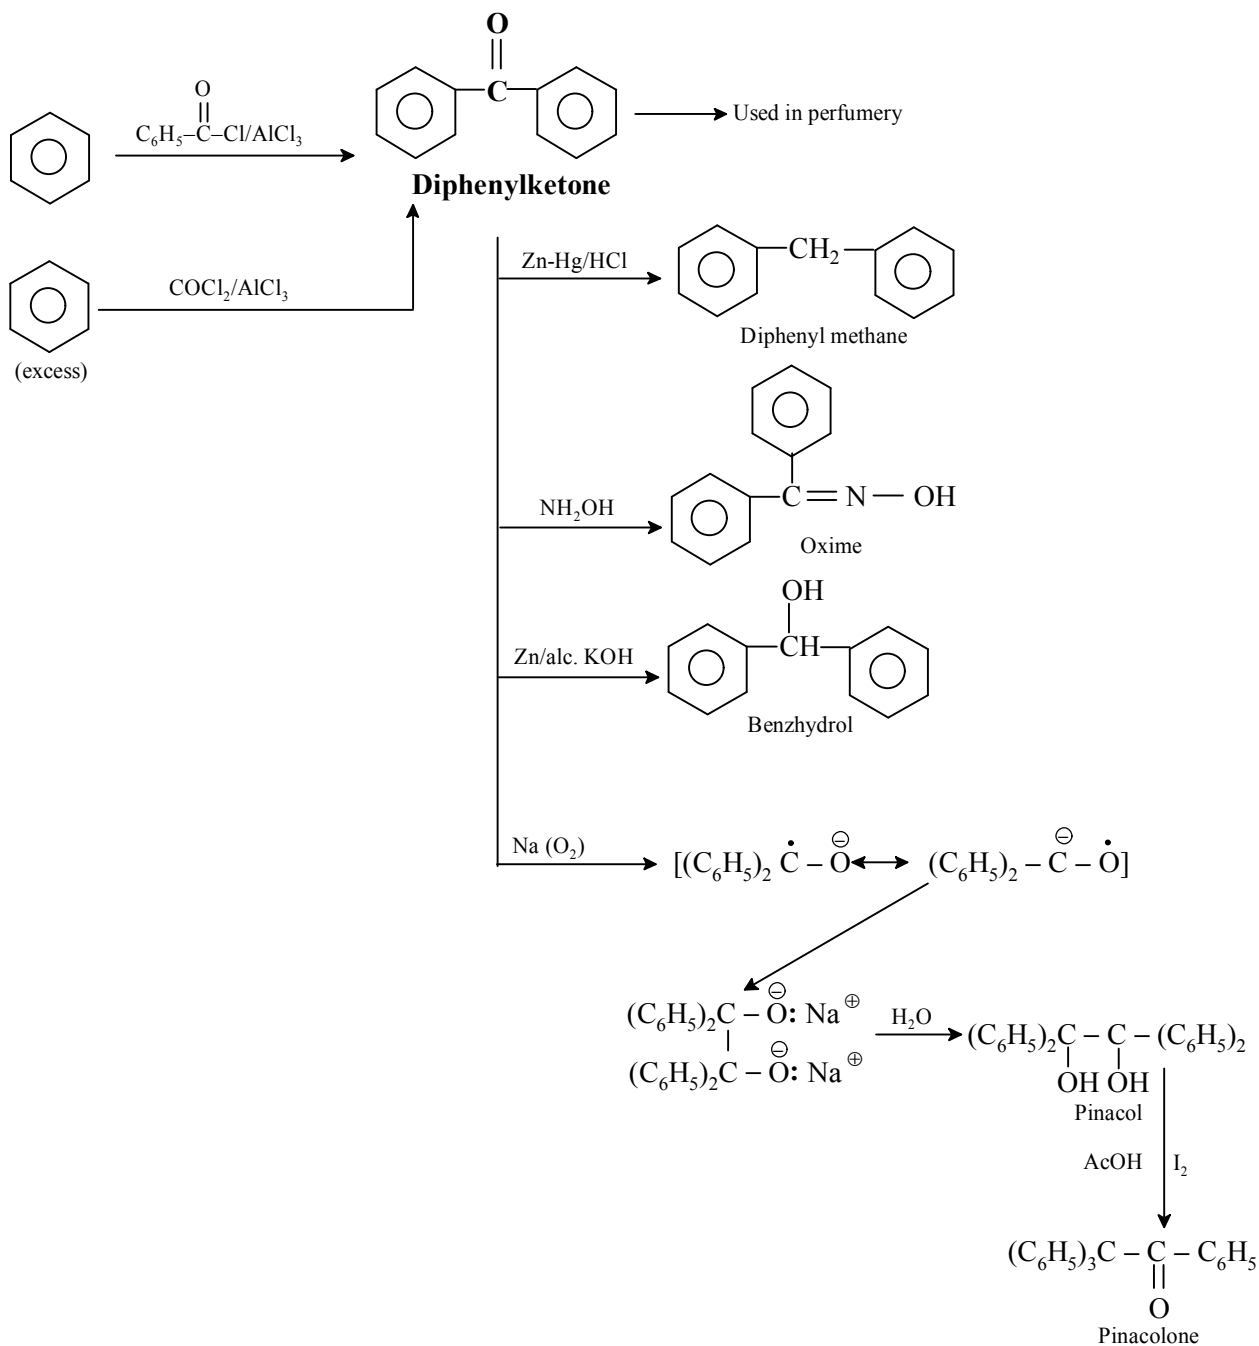 O
C
Diphenylketone
Used in perfumery
O
C₆H₅–C–Cl/AlCl₃
COCl₂/AlCl₃
(excess)
Zn-Hg/HCl
CH₂
Diphenyl methane
NH₂OH
C = N — OH
Oxime
Zn/alc. KOH
OH
CH
Benzhydrol
Na (O₂)
[(C₆H₅)₂ Ċ – O⊖ ↔ (C₆H₅)₂ – C⊖ – Ȯ]
(C₆H₅)₂C – O⊖: Na⊕
(C₆H₅)₂C – O⊖: Na⊕
H₂O
(C₆H₅)₂C – C – (C₆H₅)₂
OH OH
Pinacol
AcOH I₂
(C₆H₅)₃C – C – C₆H₅
O
Pinacolone